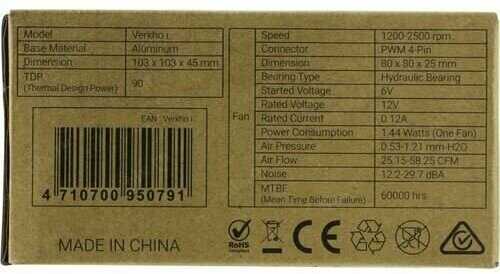 Model Verkho i
Base Material Aluminum
Dimension 103 x 103 x 45 mm
TDP
(Thermal Design Power) 90
EAN Verkho i
4 710700 950791
MADE IN CHINA
Fan
Speed 1200-2500 rpm
Connector PWM 4-Pin
Dimension 80 x 80 x 25 mm
Bearing Type Hydraulic Bearing
Started Voltage 6V
Rated Voltage 12V
Rated Current 0.12A
Power Consumption 1.44 Watts (One Fan)
Air Pressure 0.53-1.21 mm-H2O
Air Flow 25.15-58.25 CFM
Noise 12.2-29.7 dBA
MTBF
(Mean Time Before Failure) 60000 hrs
RoHS
CE